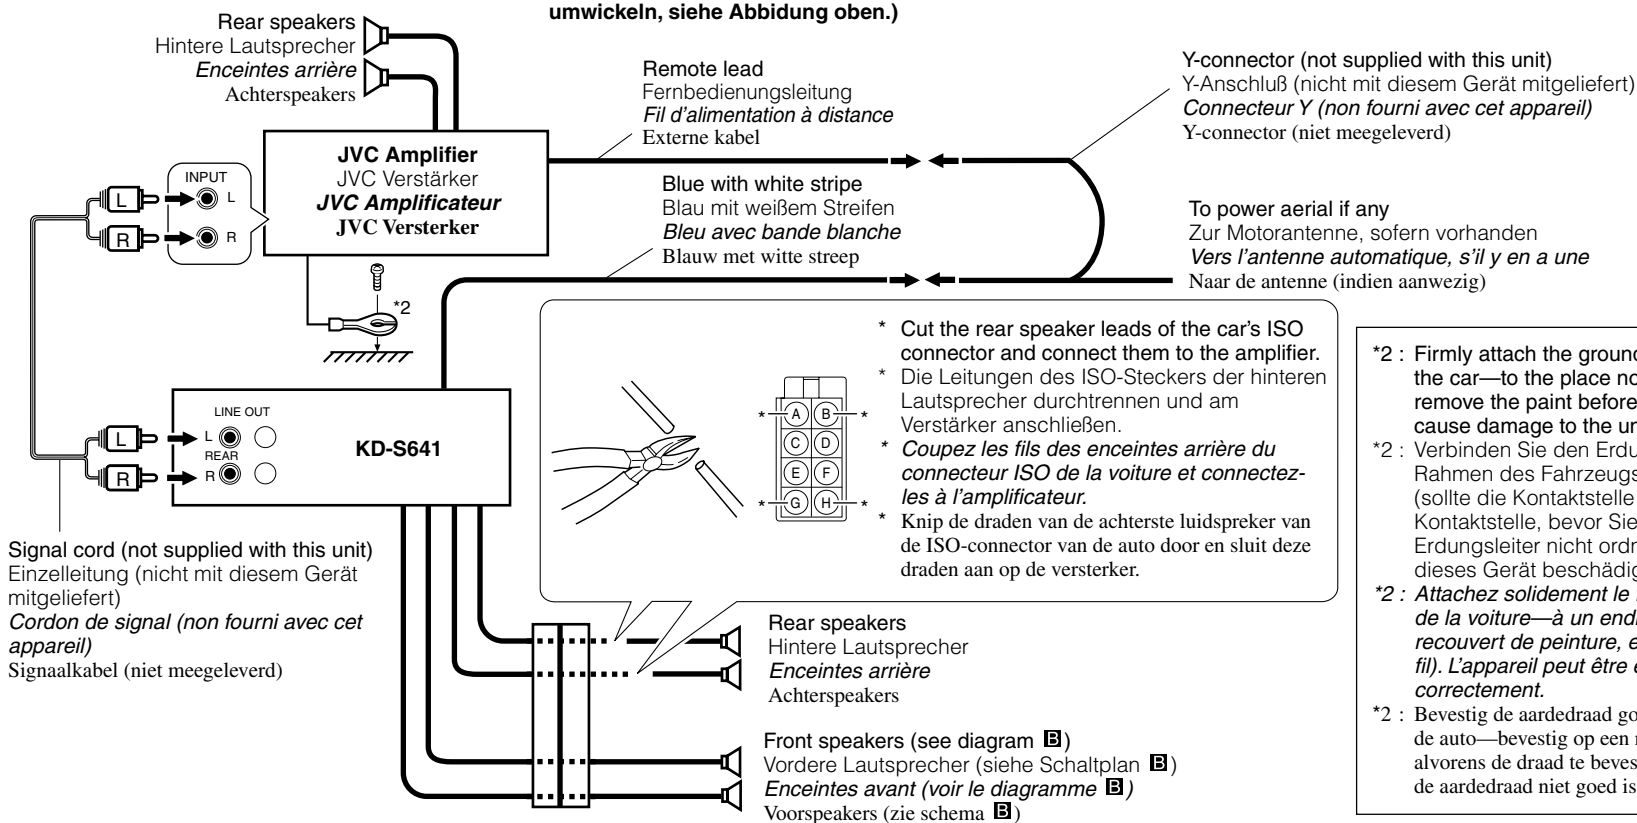 umwickeln, siehe Abbidung oben.)
Rear speakers
Hintere Lautsprecher
Enceintes arrière
Achterspeakers
Remote lead
Fernbedienungsleitung
Fil d'alimentation à distance
Externe kabel
Y-connector (not supplied with this unit)
Y-Anschluß (nicht mit diesem Gerät mitgeliefert)
Connecteur Y (non fourni avec cet appareil)
Y-connector (niet meegeleverd)
JVC Amplifier
JVC Verstärker
JVC Amplificateur
JVC Versterker
INPUT
L
L
R
R
Blue with white stripe
Blau mit weißem Streifen
Bleu avec bande blanche
Blauw met witte streep
To power aerial if any
Zur Motorantenne, sofern vorhanden
Vers l'antenne automatique, s'il y en a une
Naar de antenne (indien aanwezig)
*2
* Cut the rear speaker leads of the car's ISO
connector and connect them to the amplifier.
* Die Leitungen des ISO-Steckers der hinteren
Lautsprecher durchtrennen und am
Verstärker anschließen.
* Coupez les fils des enceintes arrière du
connecteur ISO de la voiture et connectez-
les à l'amplificateur.
* Knip de draden van de achterste luidspreker van
de ISO-connector van de auto door en sluit deze
draden aan op de versterker.
* A B *
C D
E F
* G H *
LINE OUT
L L
REAR
R R
KD-S641
Signal cord (not supplied with this unit)
Einzelleitung (nicht mit diesem Gerät
mitgeliefert)
Cordon de signal (non fourni avec cet
appareil)
Signaalkabel (niet meegeleverd)
Rear speakers
Hintere Lautsprecher
Enceintes arrière
Achterspeakers
Front speakers (see diagram B)
Vordere Lautsprecher (siehe Schaltplan B)
Enceintes avant (voir le diagramme B)
Voorspeakers (zie schema B)
*2 : Firmly attach the ground
the car—to the place no
remove the paint before
cause damage to the un
*2 : Verbinden Sie den Erdu
Rahmen des Fahrzeugs
(sollte die Kontaktstelle
Kontaktstelle, bevor Sie
Erdungsleiter nicht ordn
dieses Gerät beschädig
*2 : Attachez solidement le
de la voiture—à un endr
recouvert de peinture, e
fil). L'appareil peut être e
correctement.
*2 : Bevestig de aardedraad go
de auto—bevestig op een
alvorens de draad te beves
de aardedraad niet goed is